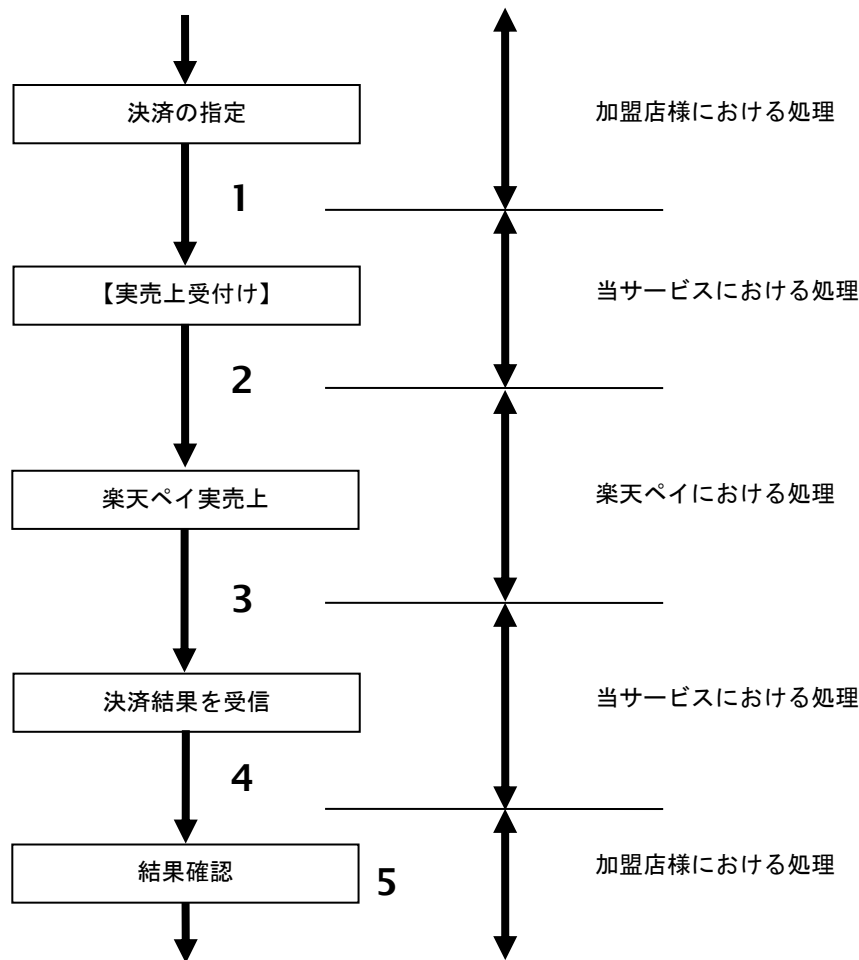 決済の指定
加盟店様における処理
1
【実売上受付け】
当サービスにおける処理
2
楽天ペイ実売上
楽天ペイにおける処理
3
決済結果を受信
当サービスにおける処理
4
結果確認
5
加盟店様における処理